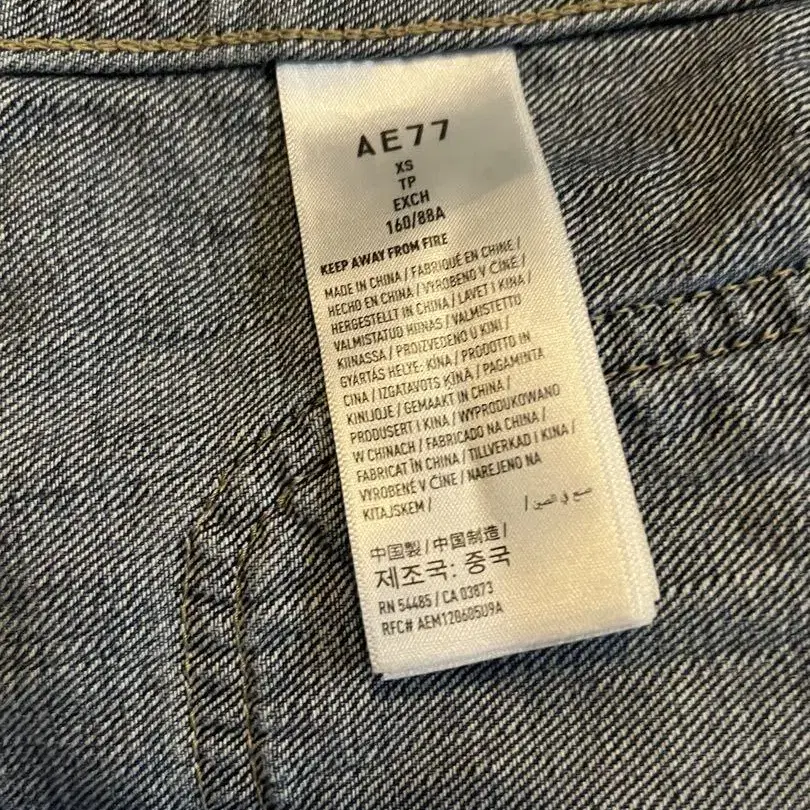 AE77
XS
TP
EXCH
160/88A
KEEP AWAY FROM FIRE
MADE IN CHINA / FABRIQUÉ EN CHINE /
HECHO EN CHINA / VYROBENO V ČÍNE /
HERGESTELLT IN CHINA / LAVET I KINA /
VALMISTATUD HIINAS / VALMISTETTU
KIINASSA / PROIZVEDENO U KINI /
GYÁRTÁS HELYE: KÍNA / PRODOTTO IN
CINA / IZGATAVOTS ĶĪNA / PAGAMINTA
KINIJOJE / GEMAAKT IN CHINA /
PRODUSERT I KINA / WYPRODUKOWANO
W CHINACH / FABRICADO NA CHINA /
FABRICAT ÎN CHINA / TILLVERKAD I KINA /
VYROBENÉ V ČÍNE / NAREJENO NA
KITAJSKEM /
صنع في الصين /
中国製 / 中国制造 /
제조국: 중국
RN 54485 / CA 03873
RFC# AEM120605U9A